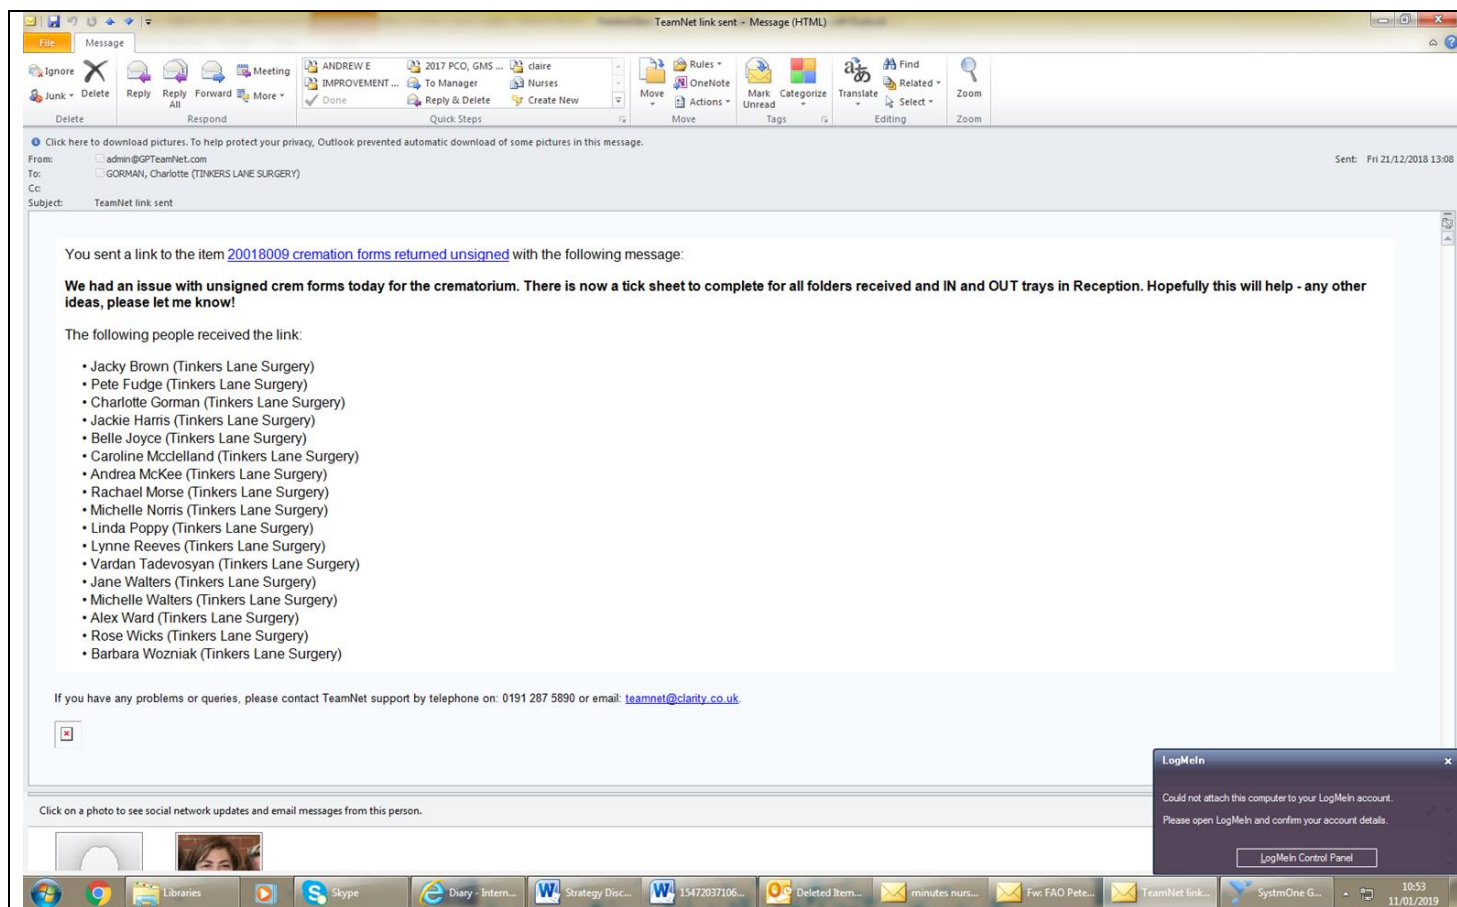 TeamNet link sent - Message (HTML)
File Message
Ignore
Junk
Delete
Reply
Reply All
Forward
Meeting
More
ANDREW E
IMPROVEMENT ...
Done
2017 PCO, GMS ...
To Manager
Reply & Delete
claire
Nurses
Create New
Move
Rules
OneNote
Actions
Mark Unread
Categorize
Translate
Find
Related
Select
Zoom
Delete Respond Quick Steps Move Tags Editing Zoom
Click here to download pictures. To help protect your privacy, Outlook prevented automatic download of some pictures in this message.
From: admin@GPTeamNet.com Sent: Fri 21/12/2018 13:08
To: GORMAN, Charlotte (TINKERS LANE SURGERY)
Cc:
Subject: TeamNet link sent
You sent a link to the item 20018009 cremation forms returned unsigned with the following message:
We had an issue with unsigned crem forms today for the crematorium. There is now a tick sheet to complete for all folders received and IN and OUT trays in Reception. Hopefully this will help - any other
ideas, please let me know!
The following people received the link:
• Jacky Brown (Tinkers Lane Surgery)
• Pete Fudge (Tinkers Lane Surgery)
• Charlotte Gorman (Tinkers Lane Surgery)
• Jackie Harris (Tinkers Lane Surgery)
• Belle Joyce (Tinkers Lane Surgery)
• Caroline Mcclelland (Tinkers Lane Surgery)
• Andrea McKee (Tinkers Lane Surgery)
• Rachael Morse (Tinkers Lane Surgery)
• Michelle Norris (Tinkers Lane Surgery)
• Linda Poppy (Tinkers Lane Surgery)
• Lynne Reeves (Tinkers Lane Surgery)
• Vardan Tadevosyan (Tinkers Lane Surgery)
• Jane Walters (Tinkers Lane Surgery)
• Michelle Walters (Tinkers Lane Surgery)
• Alex Ward (Tinkers Lane Surgery)
• Rose Wicks (Tinkers Lane Surgery)
• Barbara Wozniak (Tinkers Lane Surgery)
If you have any problems or queries, please contact TeamNet support by telephone on: 0191 287 5890 or email: teamnet@clarity.co.uk.
LogMeIn
Could not attach this computer to your LogMeIn account.
Please open LogMeIn and confirm your account details.
LogMeIn Control Panel
Click on a photo to see social network updates and email messages from this person.
Libraries Skype Diary - Intern... Strategy Disc... 15472037106... Deleted Item... minutes nurs... Fw: FAO Pete... TeamNet link... SystmOne G... 10:53
11/01/2019